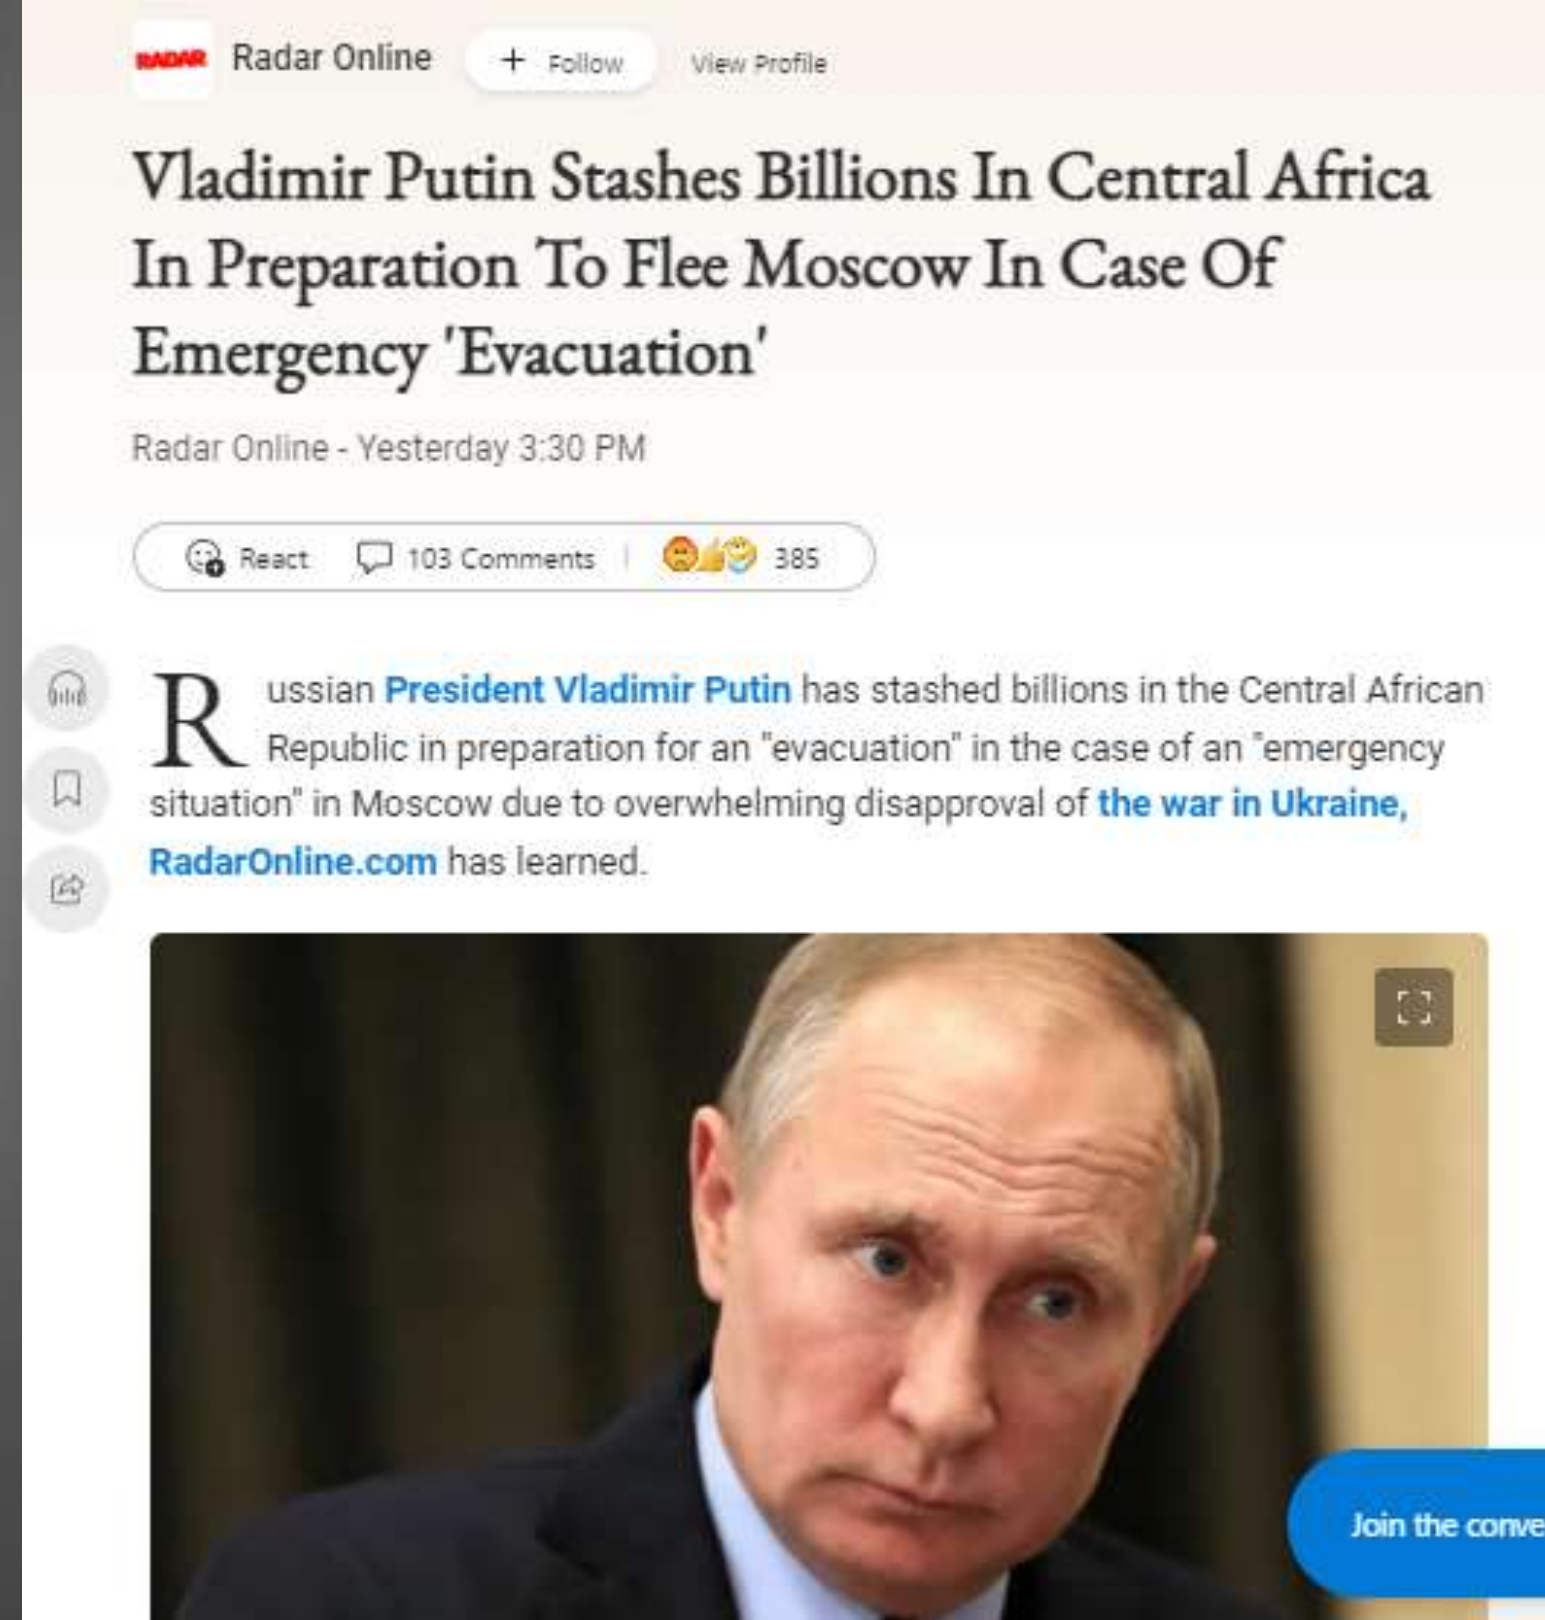 RADAR Radar Online + Follow View Profile
Vladimir Putin Stashes Billions In Central Africa
In Preparation To Flee Moscow In Case Of
Emergency 'Evacuation'
Radar Online - Yesterday 3:30 PM
React 103 Comments 385
Russian President Vladimir Putin has stashed billions in the Central African
Republic in preparation for an "evacuation" in the case of an "emergency
situation" in Moscow due to overwhelming disapproval of the war in Ukraine,
RadarOnline.com has learned.
Join the conve